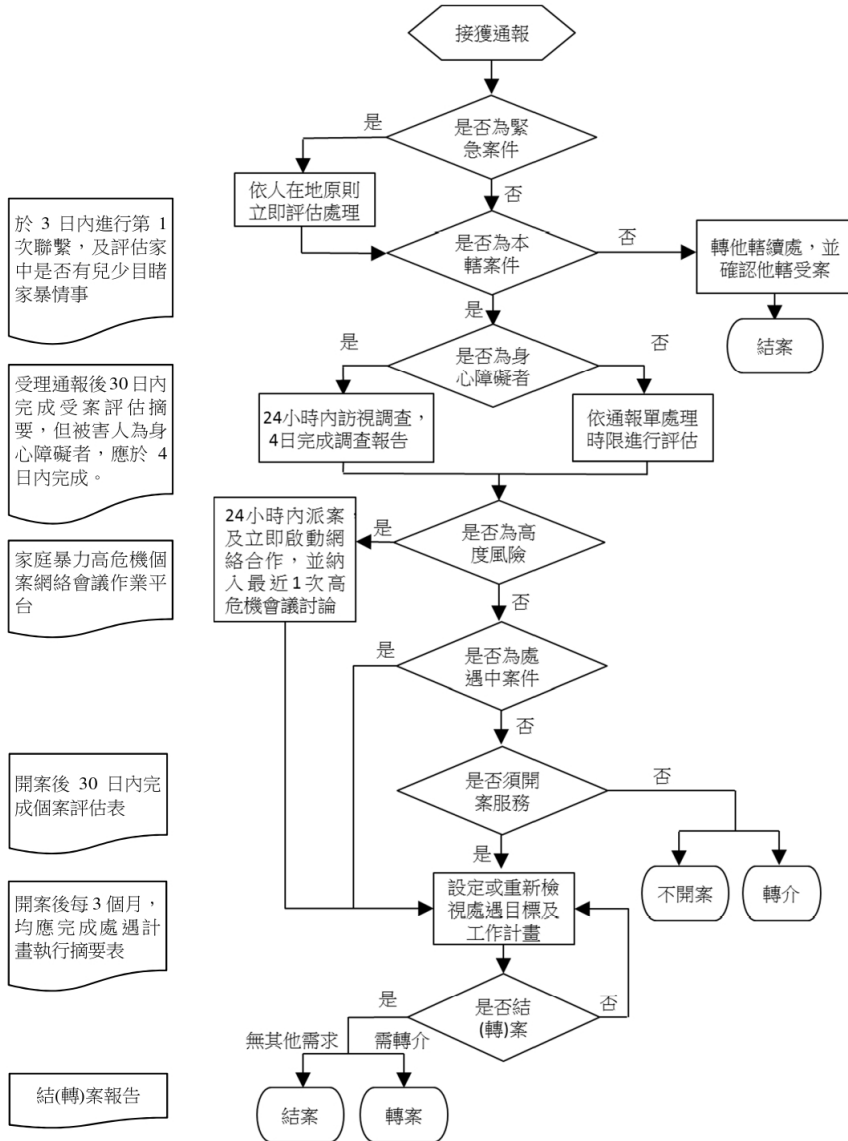 接獲通報
是
是否為緊
急案件
依人在地原則
立即評估處理
否
於 3 日內進行第 1
次聯繫，及評估家
中是否有兒少目睹
家暴情事
是否為本
轄案件
否
轉他轄續處，並
確認他轄受案
是
結案
受理通報後30日內
完成受案評估摘
要，但被害人為身
心障礙者，應於 4
日內完成。
是
是否為身
心障礙者
否
24小時內訪視調查，
4日完成調查報告
依通報單處理
時限進行評估
24小時內派案，
及立即啟動網
絡合作，並納
入最近1次高
危機會議討論
是
是否為高
度風險
否
家庭暴力高危機個
案網絡會議作業平
台
是
是否為處
遇中案件
否
開案後 30 日內完
成個案評估表
是否須開
案服務
否
是
不開案
轉介
開案後每3個月，
均應完成處遇計
畫執行摘要表
設定或重新檢
視處遇目標及
工作計畫
是
是否結
(轉)案
否
無其他需求
需轉介
結(轉)案報告
結案
轉案